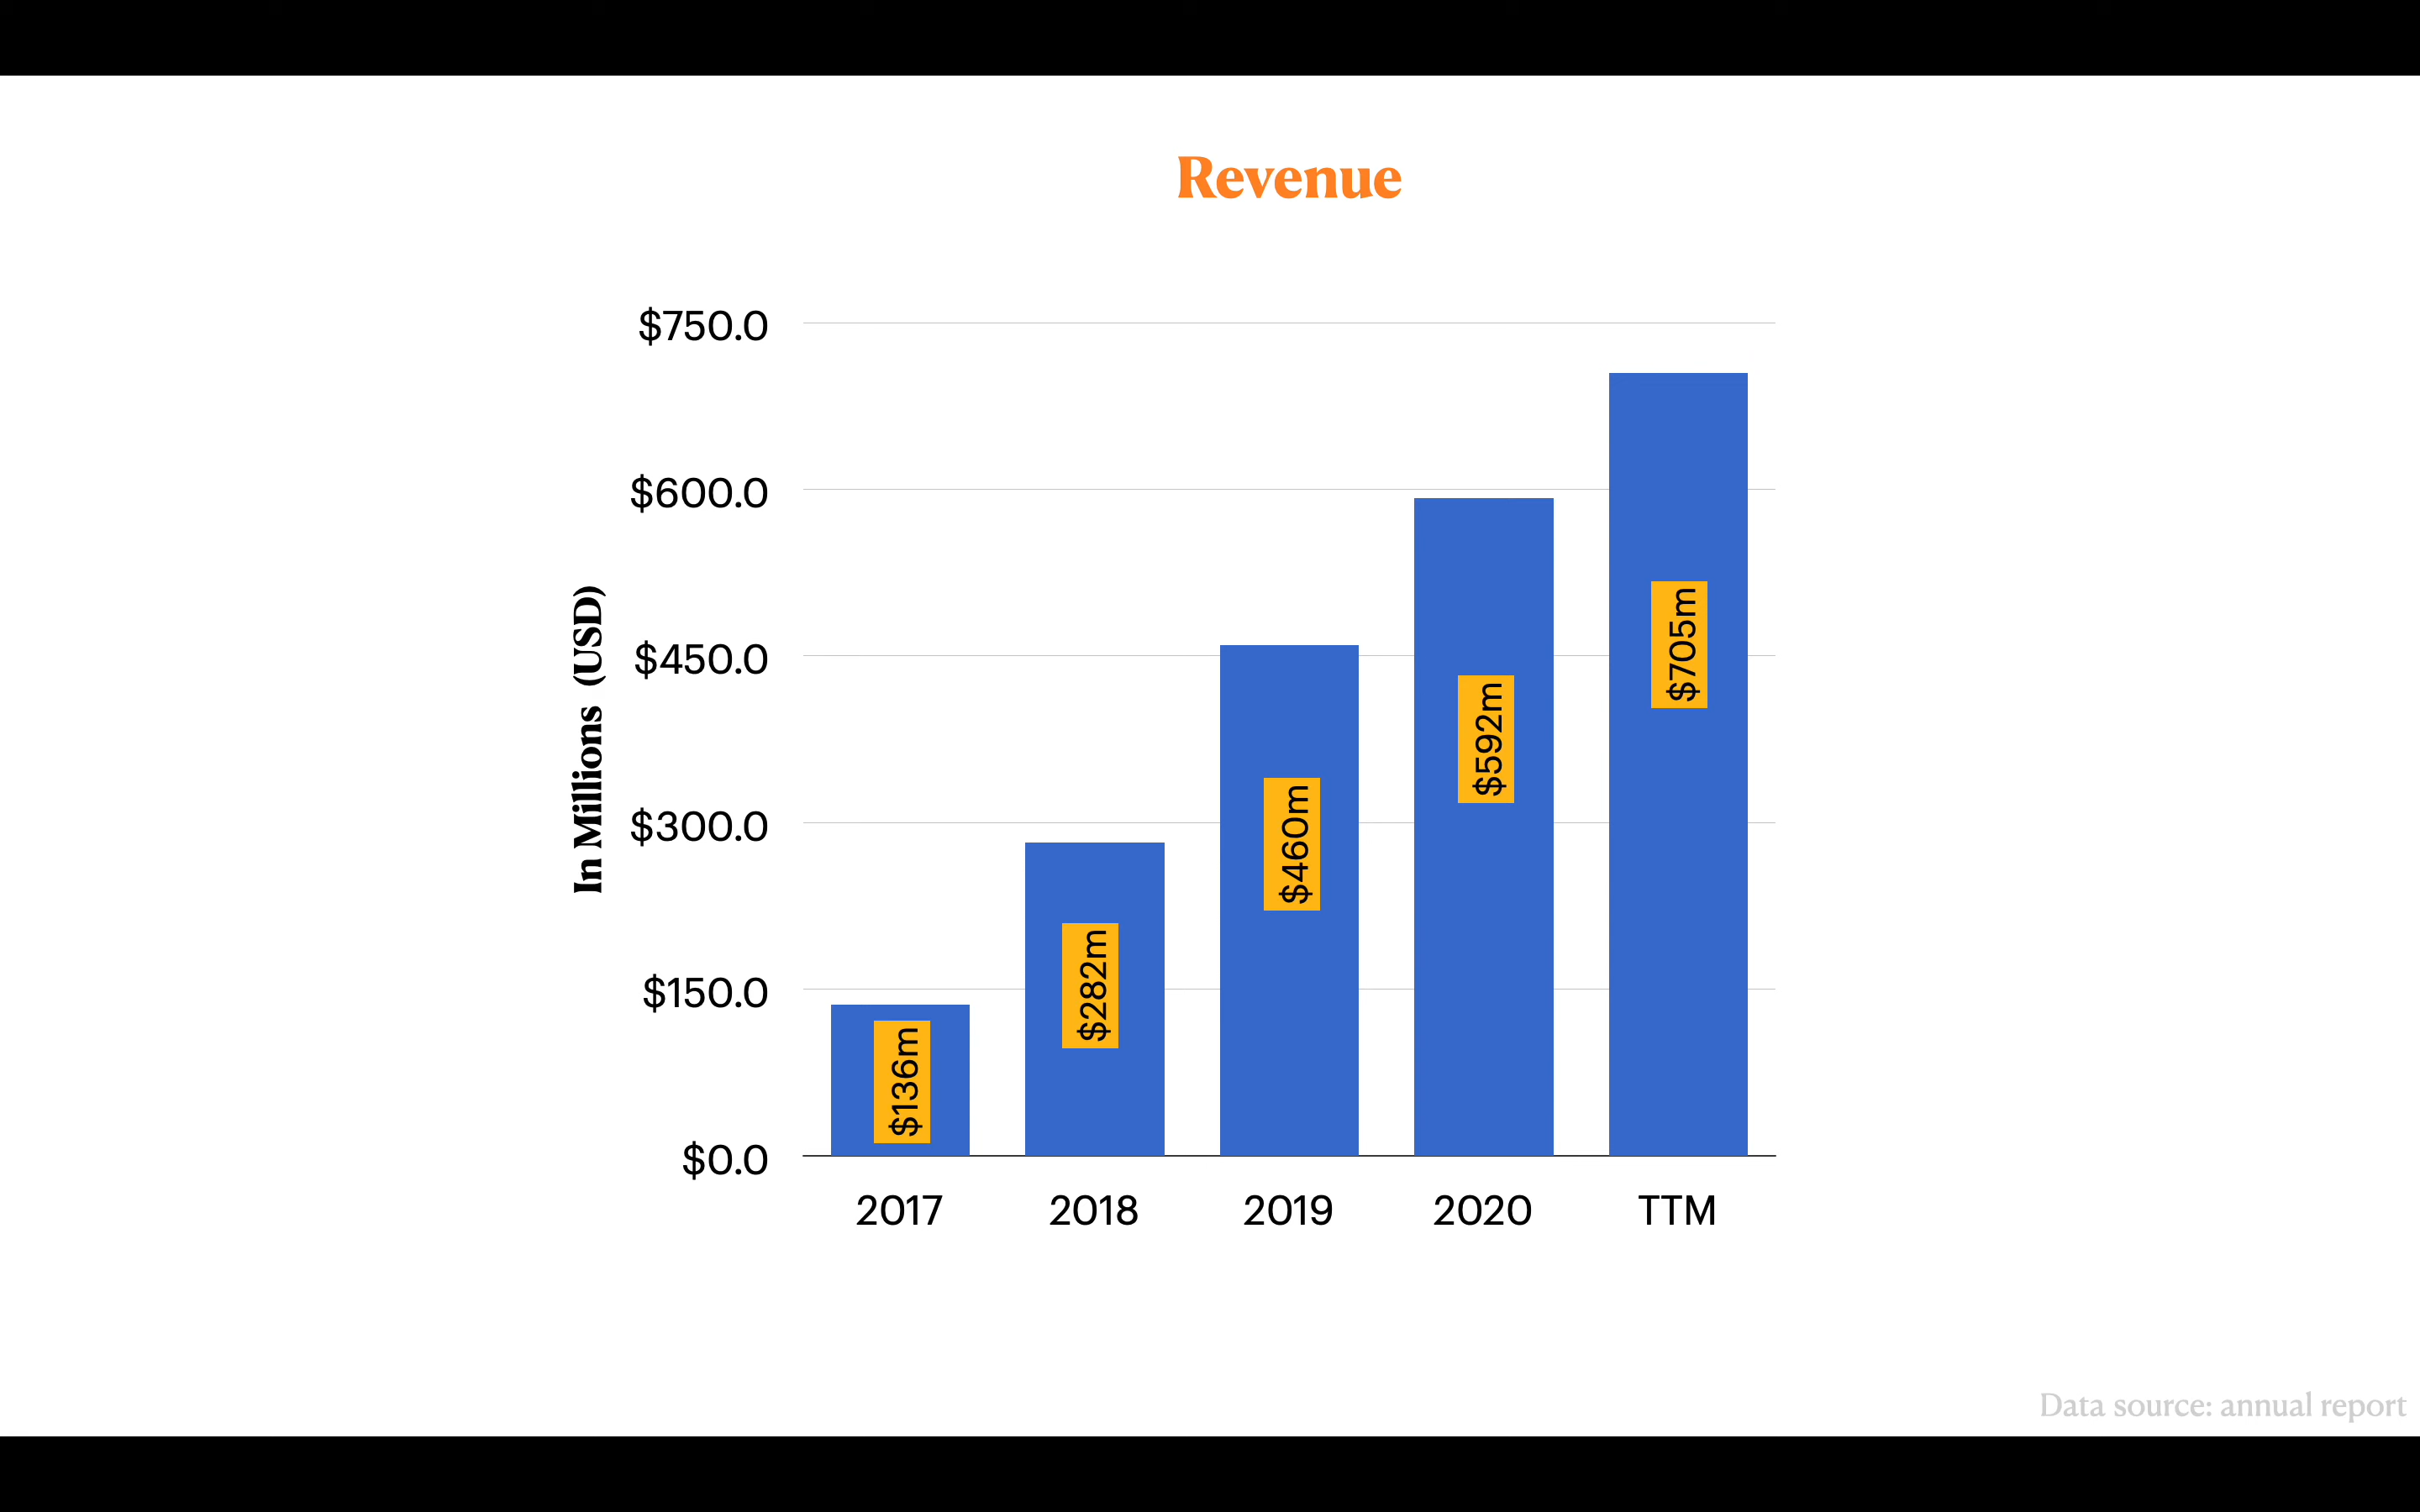 Revenue
In Millions (USD)
$750.0
$600.0
$450.0
$300.0
$150.0
$0.0
$136m
$282m
$460m
$592m
$705m
2017
2018
2019
2020
TTM
Data source: annual report